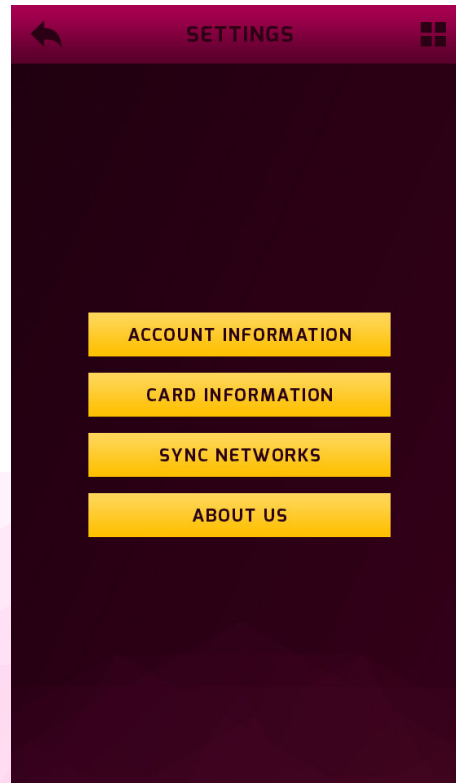 SETTINGS
ACCOUNT INFORMATION
CARD INFORMATION
SYNC NETWORKS
ABOUT US